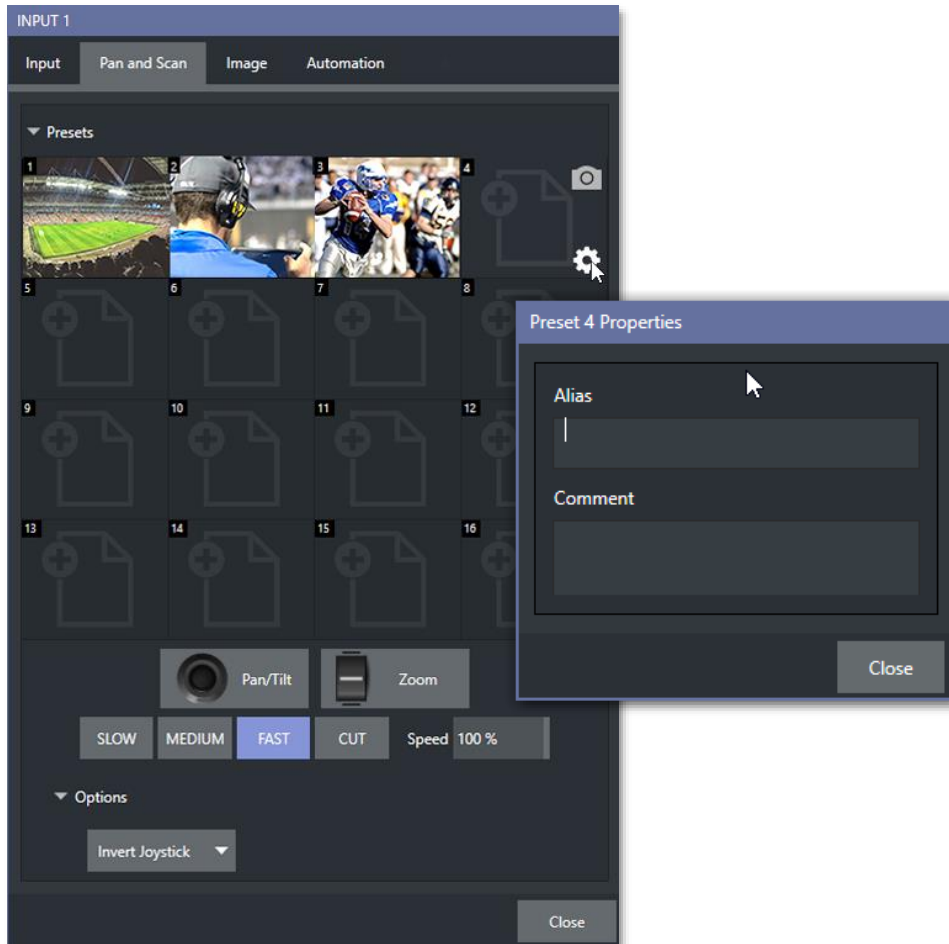 INPUT 1
Input Pan and Scan Image Automation
Presets
1 2 3 4
5 6 7 8
Preset 4 Properties
Alias
9 10 11 12
Comment
13 14 15 16
Pan/Tilt Zoom
Close
SLOW MEDIUM FAST CUT Speed 100 %
Options
Invert Joystick
Close